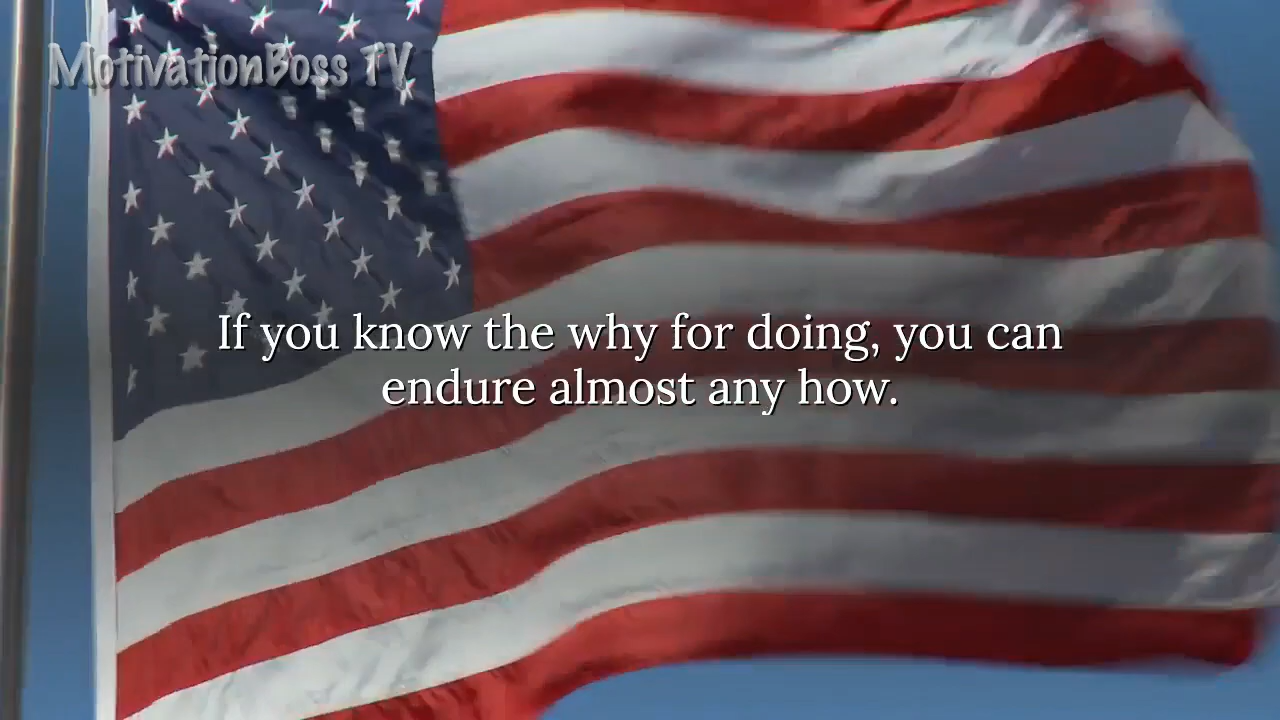 MotivationBoss TV
If you know the why for doing, you can
endure almost any how.